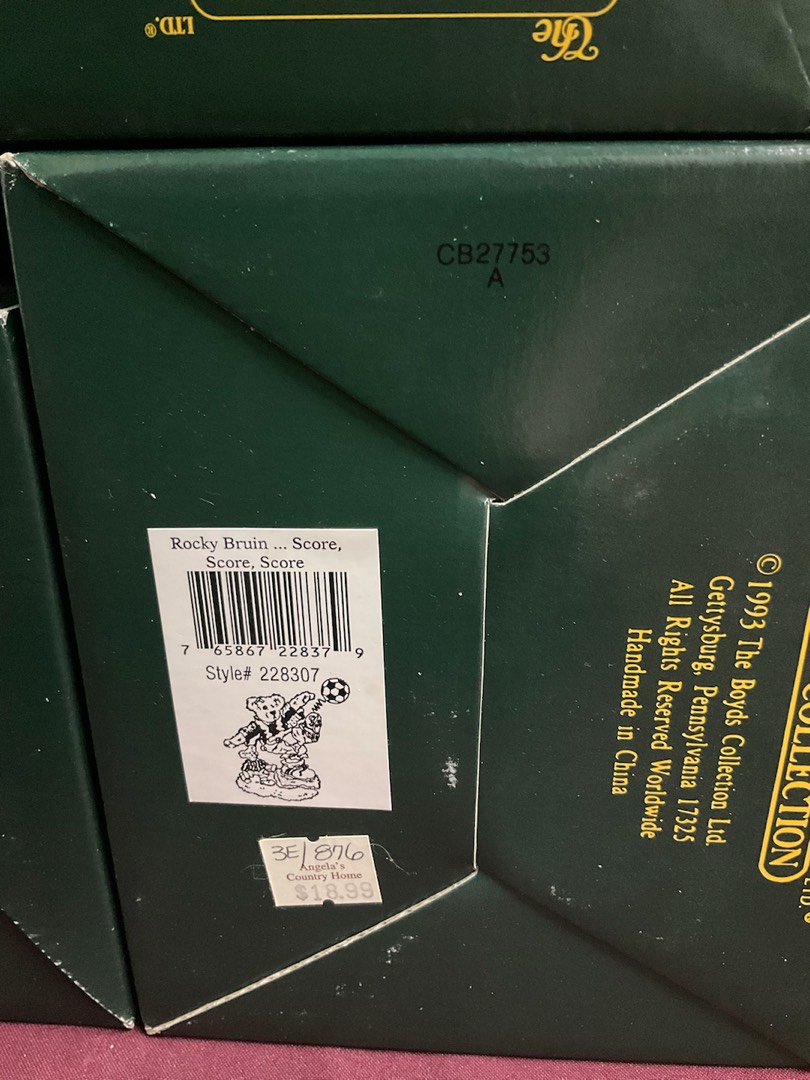 The
LTD.®
CB27753
A
Rocky Bruin ... Score,
Score, Score
7 65867 22837 9
Style# 228307
3E/876
Angela's
Country Home
$18.99
© 1993 The Boyds Collection Ltd.
Gettysburg, Pennsylvania 17325
All Rights Reserved Worldwide
Handmade in China
COLLECTION
LTD.®